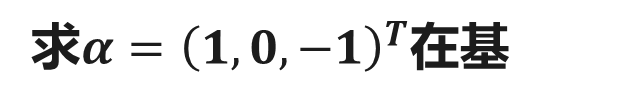 求α = (1, 0, −1)^T在基